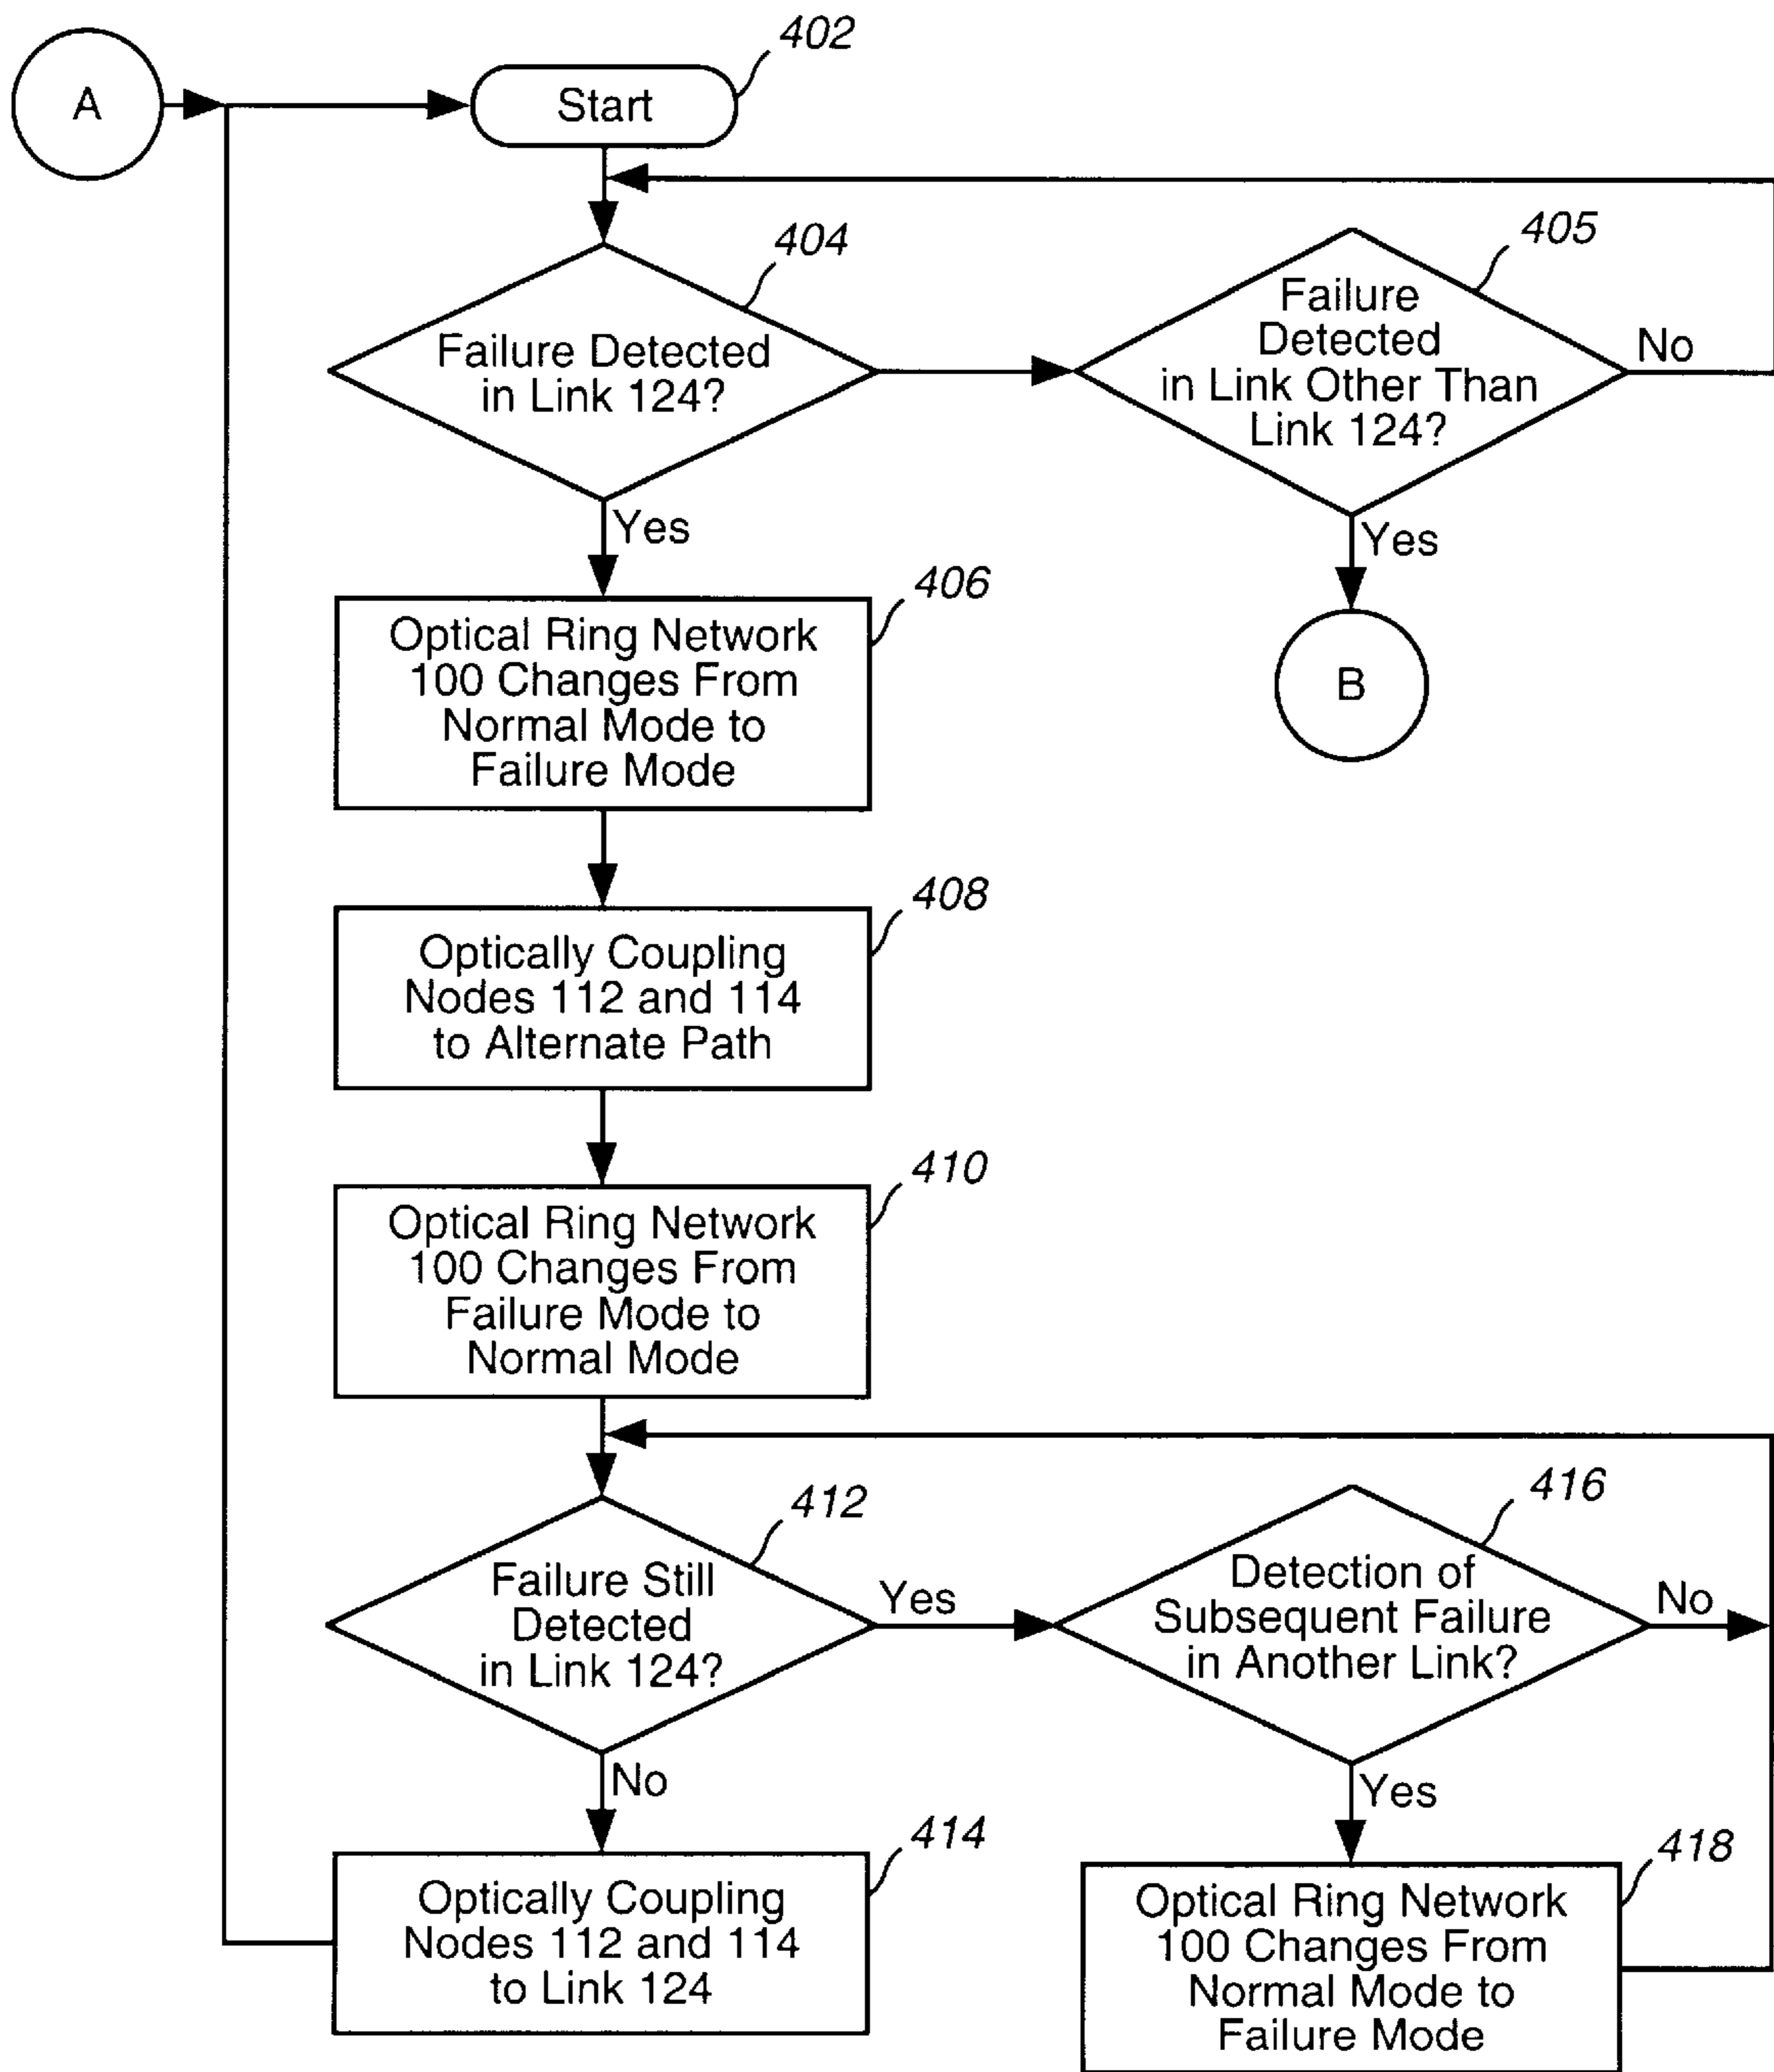 A
Start
402
404
Failure Detected
in Link 124?
405
Failure
Detected
in Link Other Than
Link 124?
No
Yes
Yes
B
406
Optical Ring Network
100 Changes From
Normal Mode to
Failure Mode
408
Optically Coupling
Nodes 112 and 114
to Alternate Path
410
Optical Ring Network
100 Changes From
Failure Mode to
Normal Mode
412
Failure Still
Detected
in Link 124?
Yes
416
Detection of
Subsequent Failure
in Another Link?
No
No
Yes
414
Optically Coupling
Nodes 112 and 114
to Link 124
418
Optical Ring Network
100 Changes From
Normal Mode to
Failure Mode